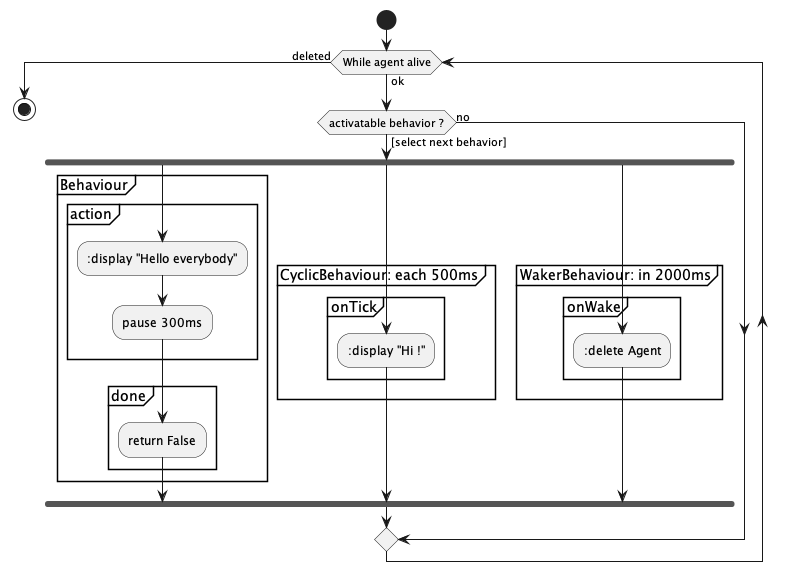 deleted
While agent alive
ok
activatable behavior ?
no
[select next behavior]
Behaviour
action
:display "Hello everybody"
pause 300ms
done
return False
CyclicBehaviour: each 500ms
onTick
:display "Hi !"
WakerBehaviour: in 2000ms
onWake
:delete Agent